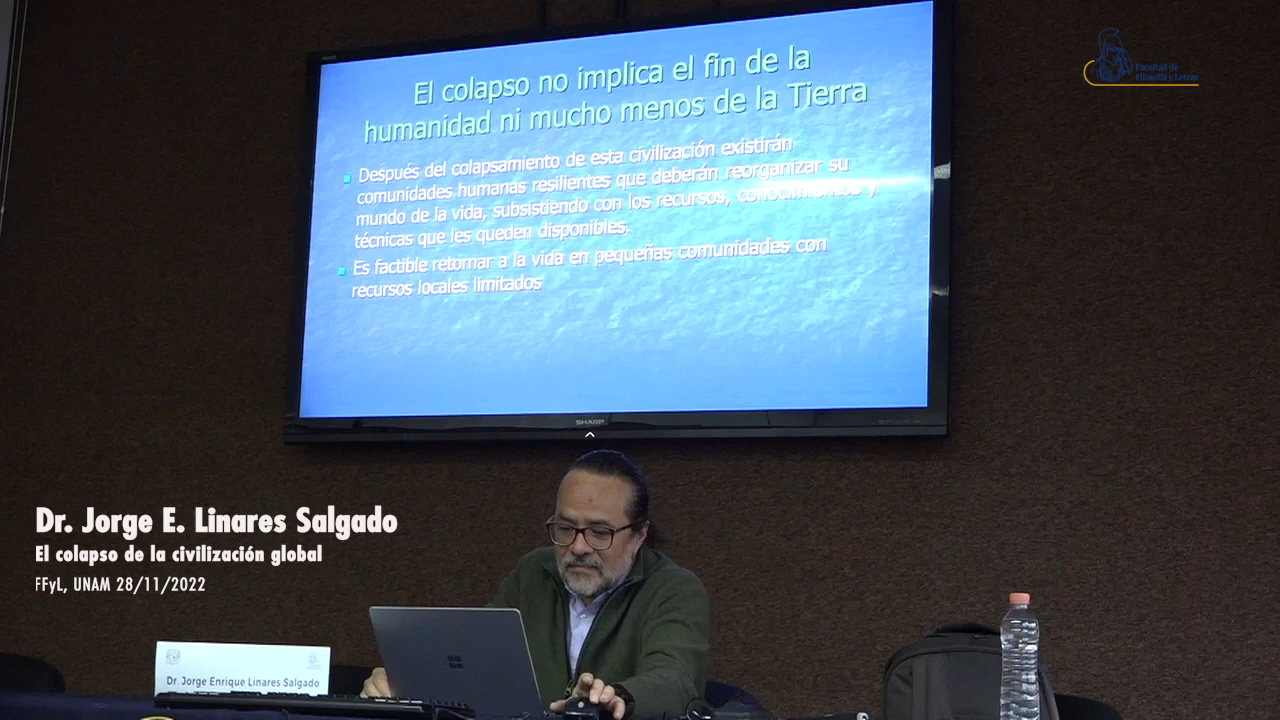 El colapso no implica el fin de la
humanidad ni mucho menos de la Tierra
Después del colapsamiento de esta civilización existirán
comunidades humanas resilientes que deberán reorganizar su
mundo de la vida, subsistiendo con los recursos, conocimientos y
técnicas que les queden disponibles.
Es factible retornar a la vida en pequeñas comunidades con
recursos locales limitados
SHARP
Facultad de
Filosofía y Letras
Dr. Jorge E. Linares Salgado
El colapso de la civilización global
FFyL, UNAM 28/11/2022
Dr. Jorge Enrique Linares Salgado